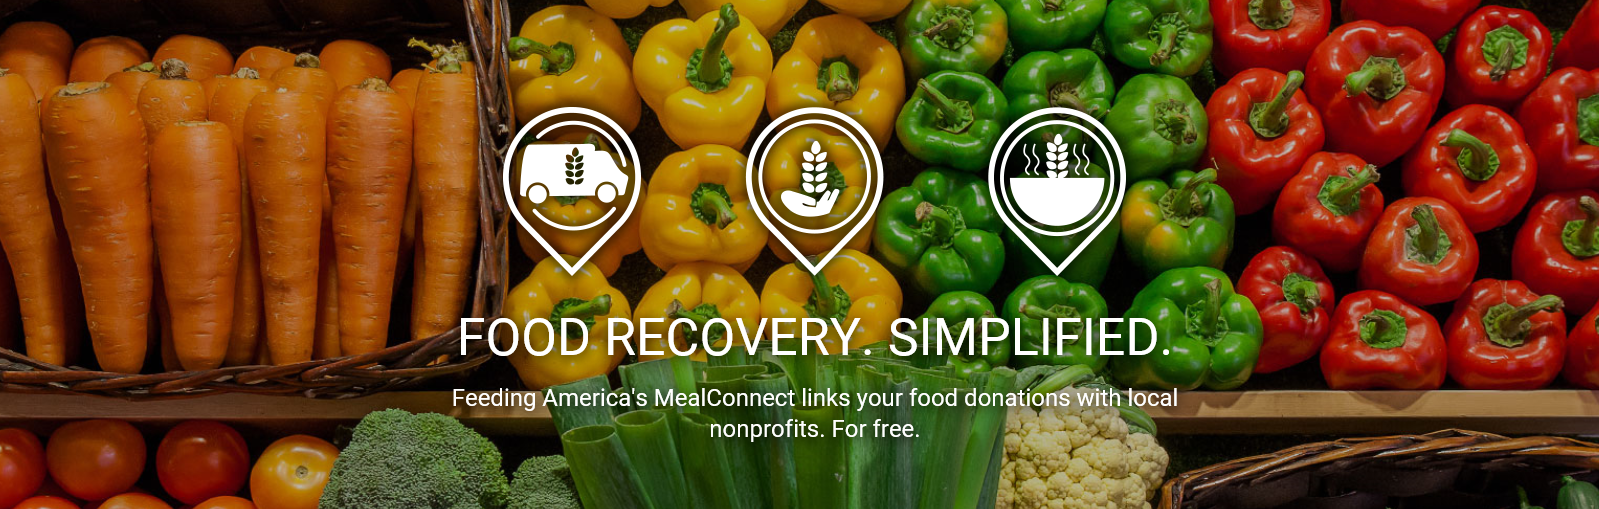 FOOD RECOVERY. SIMPLIFIED.
Feeding America's MealConnect links your food donations with local
nonprofits. For free.